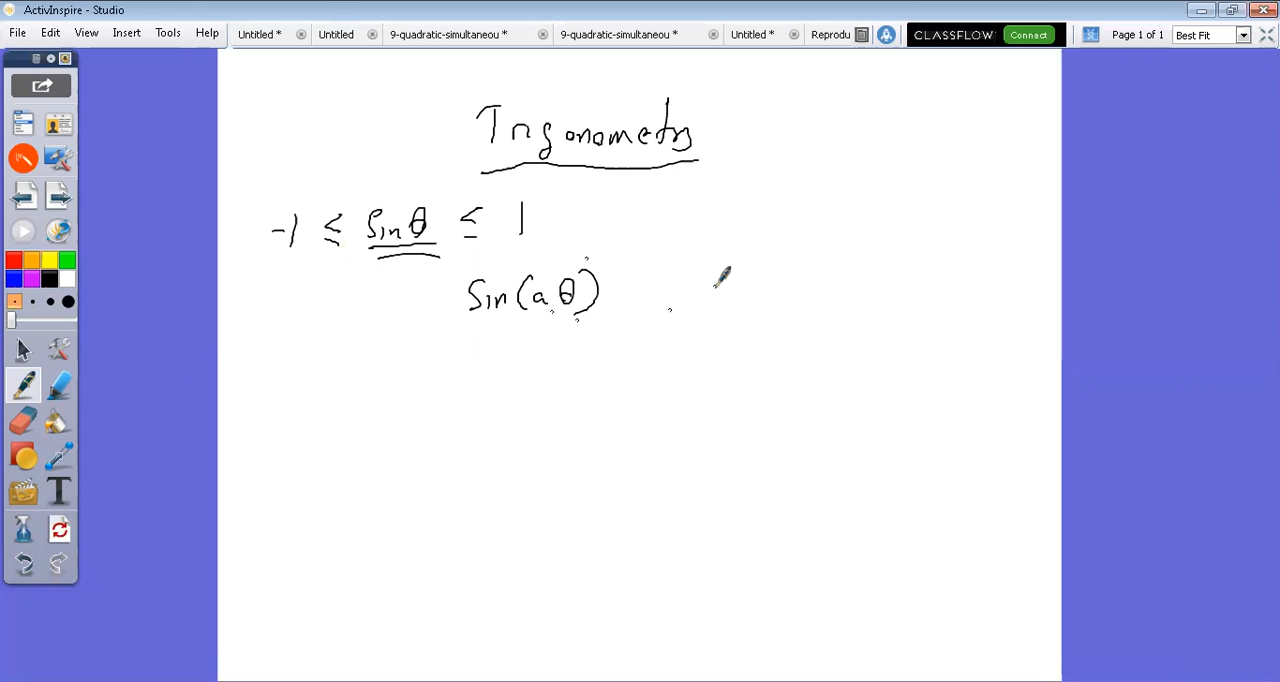 ActivInspire - Studio
File Edit View Insert Tools Help Untitled * Untitled 9-quadratic-simultaneou * 9-quadratic-simultaneou * Untitled * Reprodu CLASSFLOW Connect Page 1 of 1 Best Fit
Trigonometry
-1 ≤ Sinθ ≤ 1
Sin(aθ)